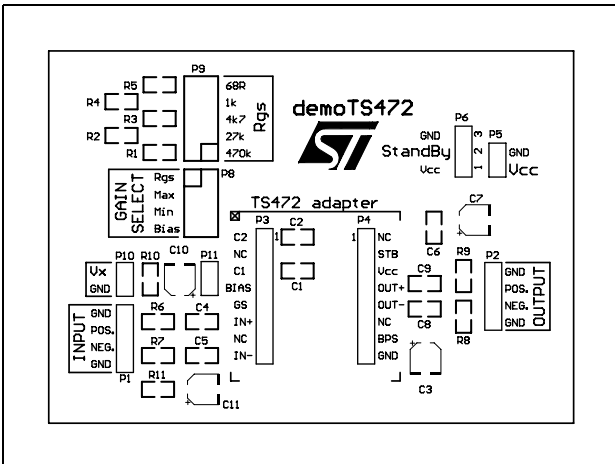 P9
R5
68R
R4
1k
R3
4k7
R2
27k
R1
470k
Rgs
demoTS472
ST
P6
P5
GND
3
StandBy
2
GND
Vcc
1
Vcc
P8
GAIN
SELECT
Rgs
Max
Min
Bias
TS472 adapter
C7
C6
P3
C2
P4
C2
1
1
NC
NC
STB
C1
C1
Vcc
BIAS
OUT+
GS
OUT-
IN+
NC
NC
BPS
IN-
GND
C10
P10
R10
P11
Vx
GND
R6
C4
R7
C5
R11
C11
INPUT
GND
POS.
NEG.
GND
P1
C9
C8
C3
R9
R8
P2
GND
POS.
NEG.
GND
OUTPUT